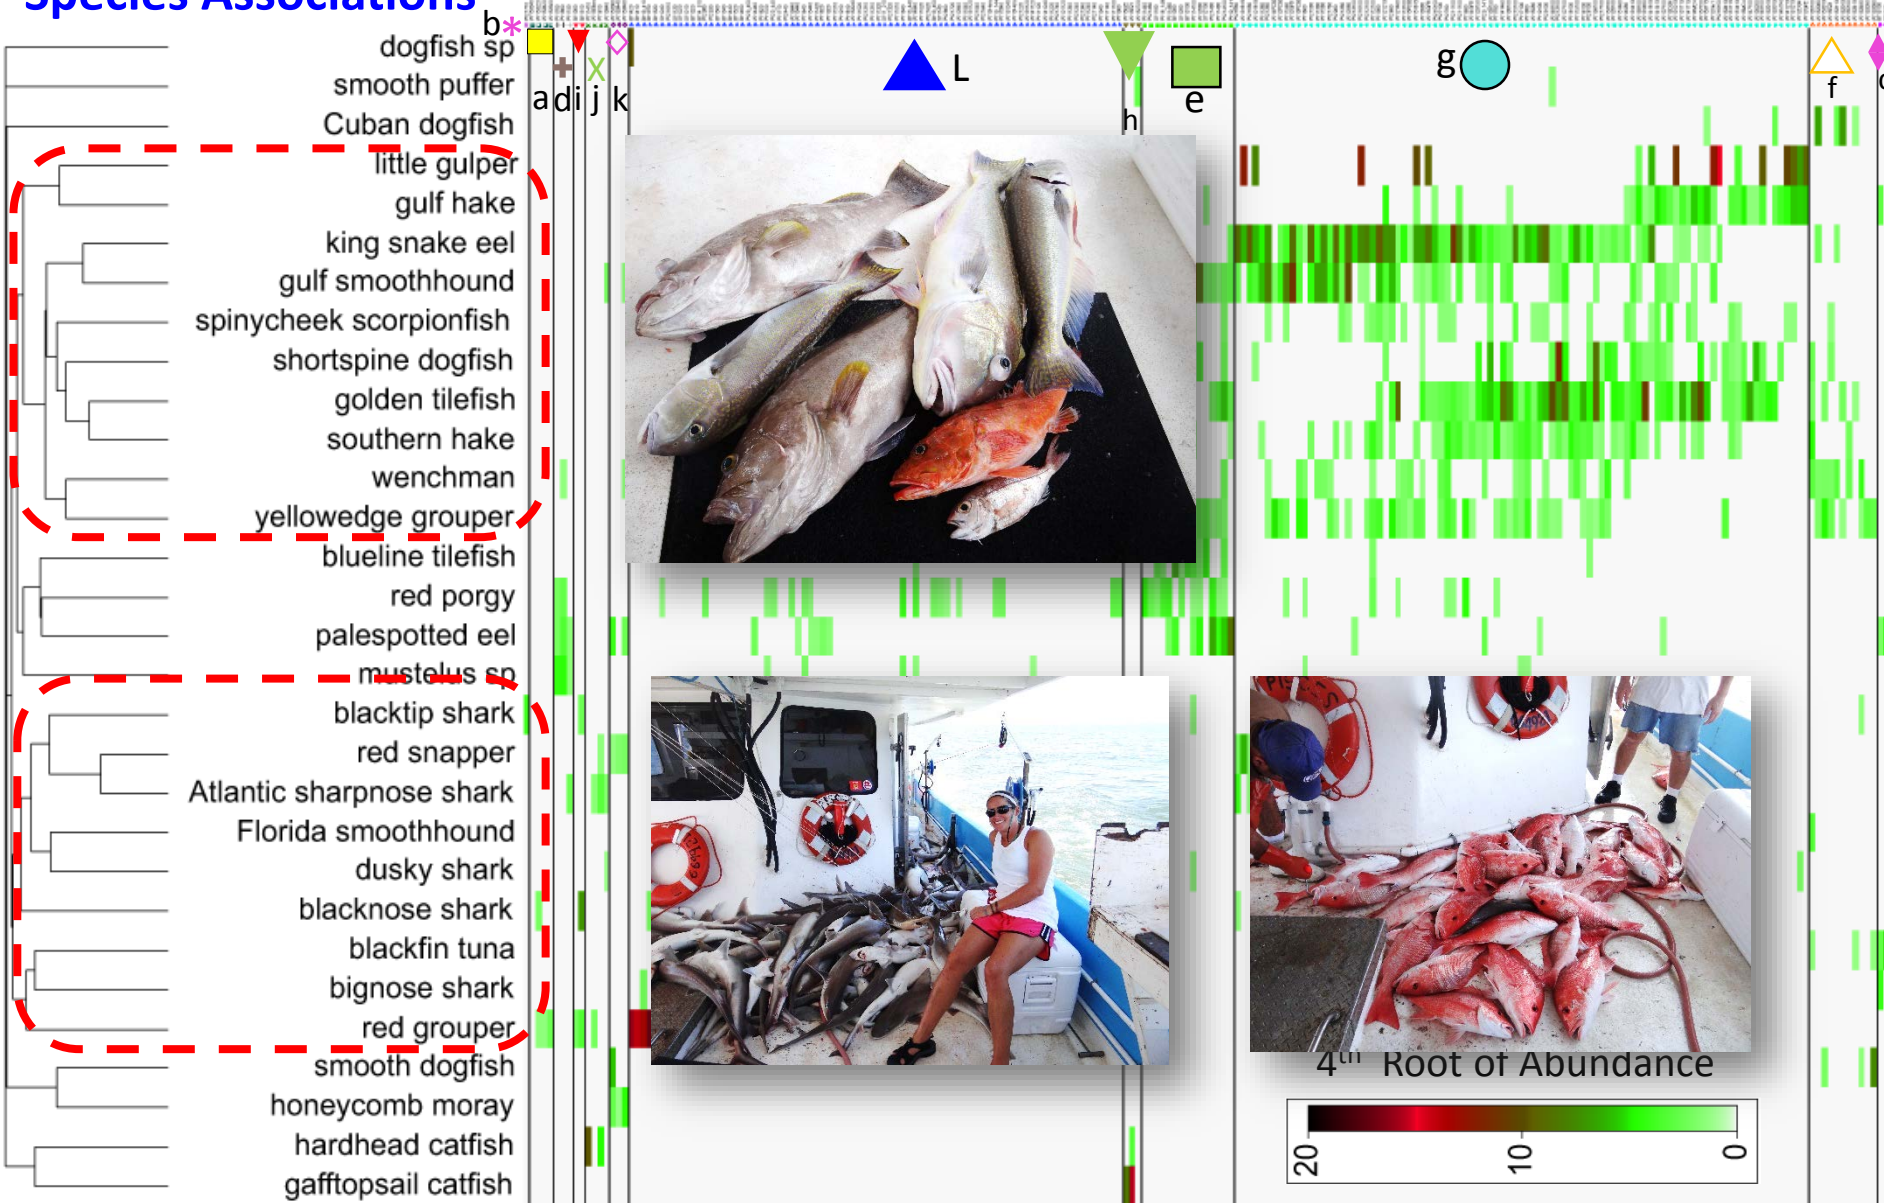 Species Associations
b*
dogfish sp
smooth puffer
Cuban dogfish
little gulper
gulf hake
king snake eel
gulf smoothhound
spinycheek scorpionfish
shortspine dogfish
golden tilefish
southern hake
wenchman
yellowedge grouper
blueline tilefish
red porgy
palespotted eel
mustelus sp
blacktip shark
red snapper
Atlantic sharpnose shark
Florida smoothhound
dusky shark
blacknose shark
blackfin tuna
bignose shark
red grouper
smooth dogfish
honeycomb moray
hardhead catfish
gafftopsail catfish
a d i j k
L
h
e
g
f
4th Root of Abundance
20 10 0